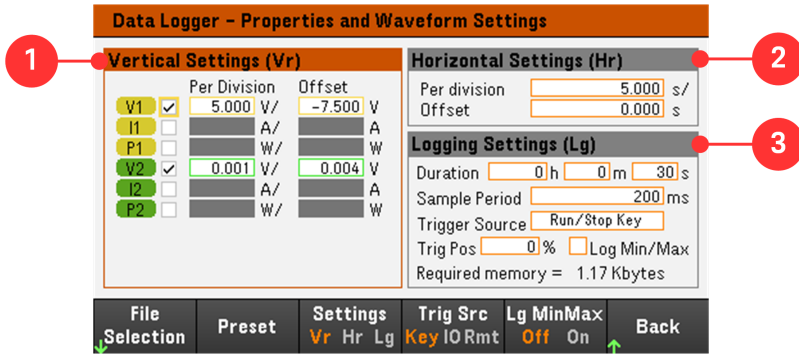 Data Logger – Properties and Waveform Settings
1
Vertical Settings (Vr)
Per Division Offset
V1 5.000 V/ -7.500 V
I1 A/ A
P1 W/ W
V2 0.001 V/ 0.004 V
I2 A/ A
P2 W/ W
2
Horizontal Settings (Hr)
Per division 5.000 s/
Offset 0.000 s
3
Logging Settings (Lg)
Duration 0 h 0 m 30 s
Sample Period 200 ms
Trigger Source Run/Stop Key
Trig Pos 0 % Log Min/Max
Required memory = 1.17 Kbytes
File
Selection
Preset
Settings
Vr Hr Lg
Trig Src
Key IO Rmt
Lg MinMax
Off On
Back